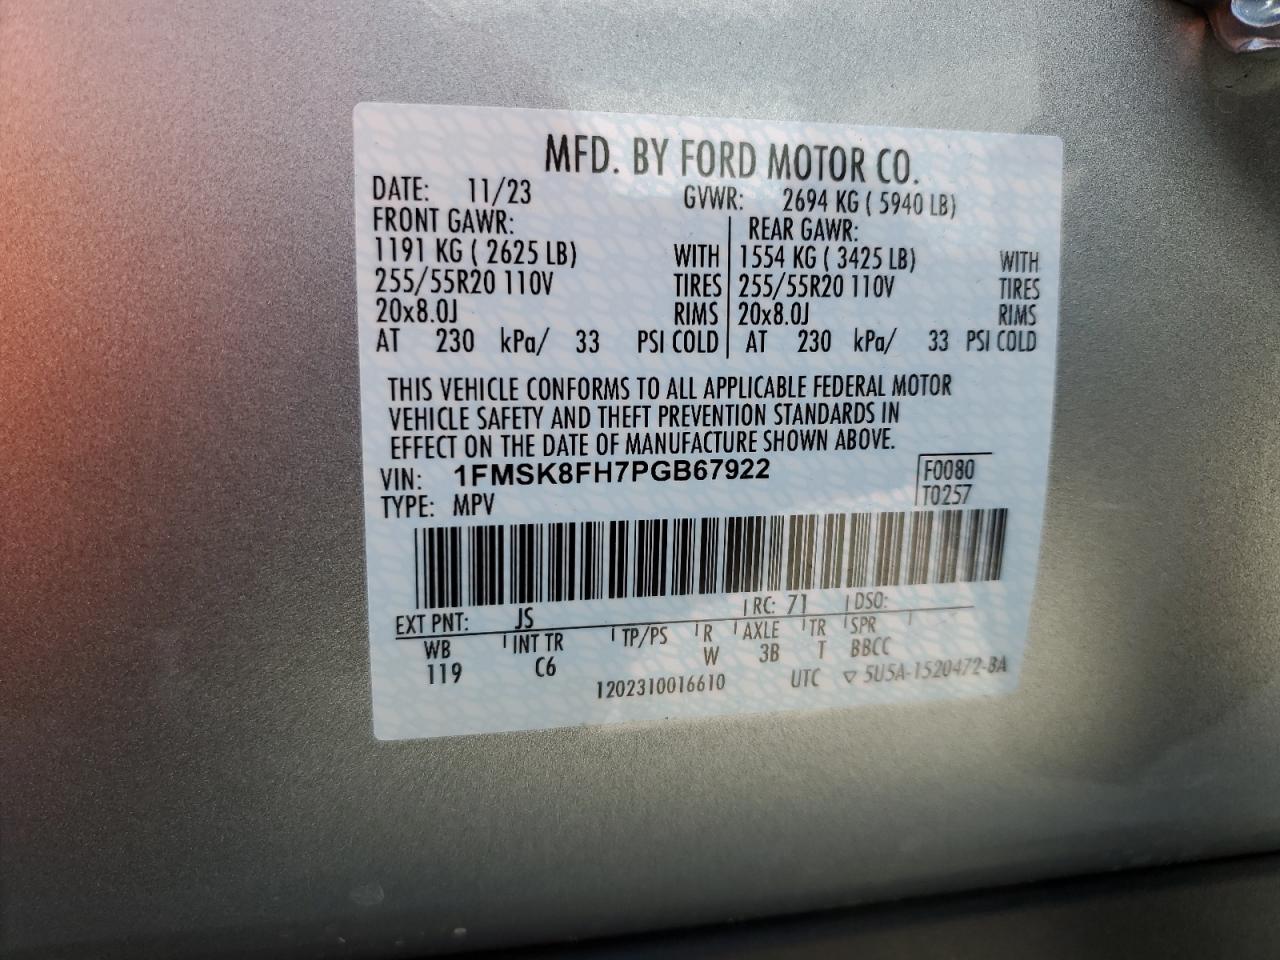 MFD. BY FORD MOTOR CO.
DATE: 11/23 GVWR: 2694 KG ( 5940 LB)
FRONT GAWR: REAR GAWR:
1191 KG ( 2625 LB) WITH 1554 KG ( 3425 LB) WITH
255/55R20 110V TIRES 255/55R20 110V TIRES
20x8.0J RIMS 20x8.0J RIMS
AT 230 kPa/ 33 PSI COLD AT 230 kPa/ 33 PSI COLD
THIS VEHICLE CONFORMS TO ALL APPLICABLE FEDERAL MOTOR
VEHICLE SAFETY AND THEFT PREVENTION STANDARDS IN
EFFECT ON THE DATE OF MANUFACTURE SHOWN ABOVE.
VIN: 1FMSK8FH7PGB67922 F0080
TYPE: MPV T0257
EXT PNT: JS RC: 71 DSO:
WB INT TR TP/PS R AXLE TR SPR
119 C6 W 3B T BBCC
1202310016610 UTC ▽ 5U5A-1520472-BA